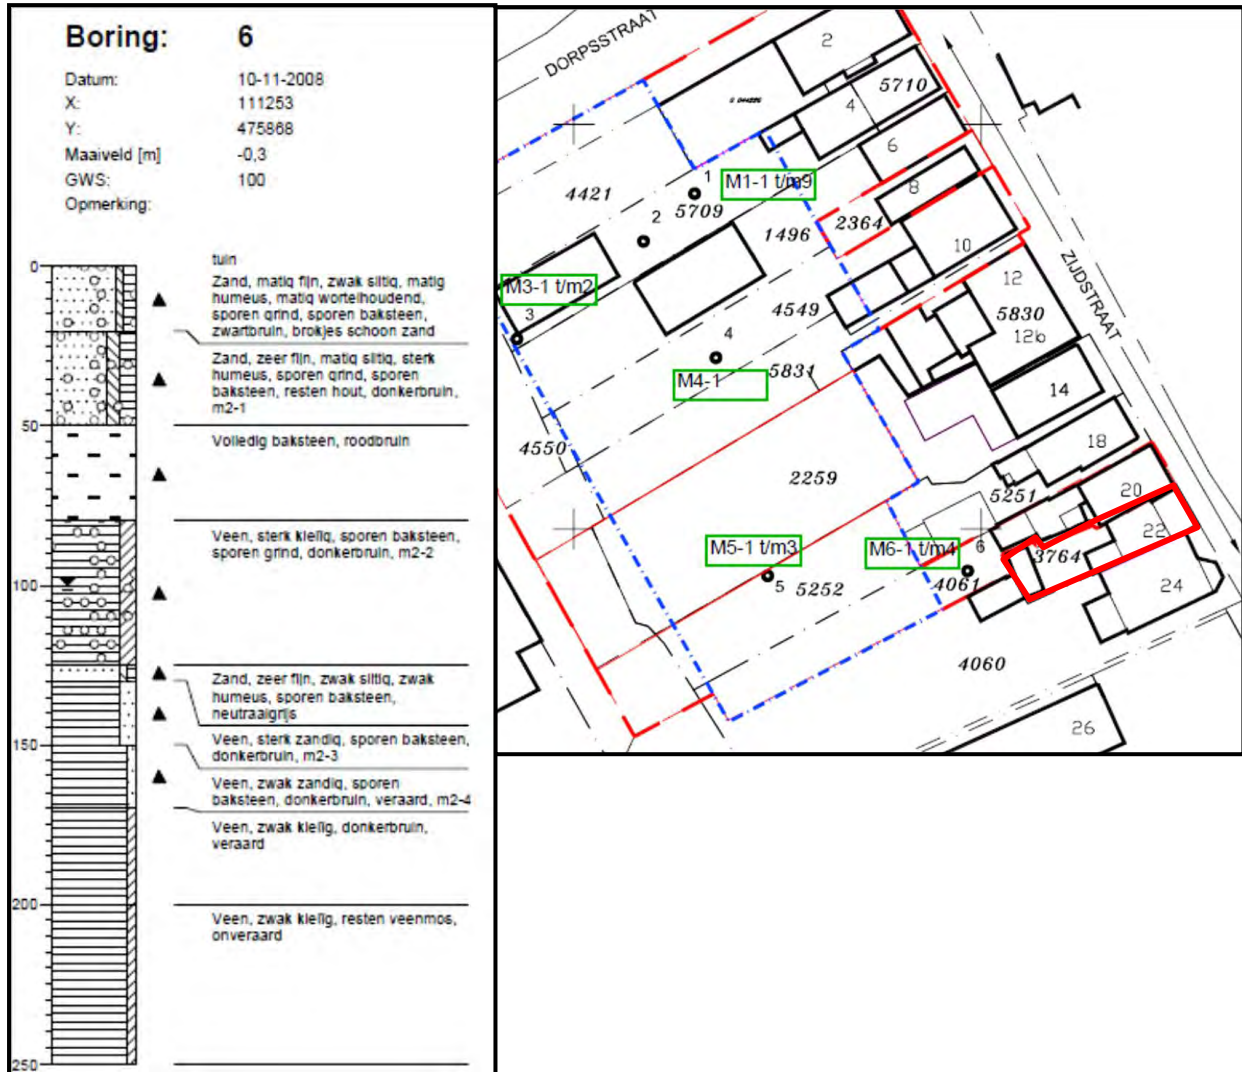 Boring: 6
Datum: 10-11-2008
X: 111253
Y: 475868
Maaiveld [m] -0,3
GWS: 100
Opmerking:
0
50
100
150
200
250
tuin
Zand, matig fijn, zwak siltig, matig
humeus, matig wortelhoudend,
sporen grind, sporen baksteen,
zwartbruin, brokjes schoon zand
Zand, zeer fijn, matig siltig, sterk
humeus, sporen grind, sporen
baksteen, resten hout, donkerbruin,
m2-1
Volledig baksteen, roodbruin
Veen, sterk kleiig, sporen baksteen,
sporen grind, donkerbruin, m2-2
Zand, zeer fijn, zwak siltig, zwak
humeus, sporen baksteen,
neutraalgrijs
Veen, sterk zandig, sporen baksteen,
donkerbruin, m2-3
Veen, zwak zandig, sporen
baksteen, donkerbruin, veraard, m2-4
Veen, zwak kleiig, donkerbruin,
veraard
Veen, zwak kleiig, resten veenmos,
onveraard
DORPSSTRAAT
2
5710
4
6
8
10
12
5830
12b
14
18
20
22
24
26
ZIJDSTRAAT
4421
1
M1-1 t/m9
2
5709
1496
2364
M3-1 t/m2
3
4549
4
M4-1
5831
4550
2259
5251
M5-1 t/m3
M6-1 t/m4
6
3764
5
5252
4061
4060